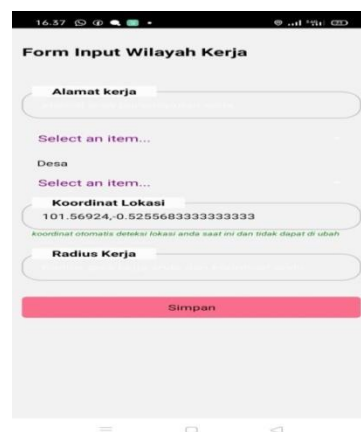 16.37
Form Input Wilayah Kerja
Alamat kerja
Select an item...
Desa
Select an item...
Koordinat Lokasi
101.56924,-0.5255683333333333
koordinat otomatis deteksi lokasi anda saat ini dan tidak dapat di ubah
Radius Kerja
Simpan